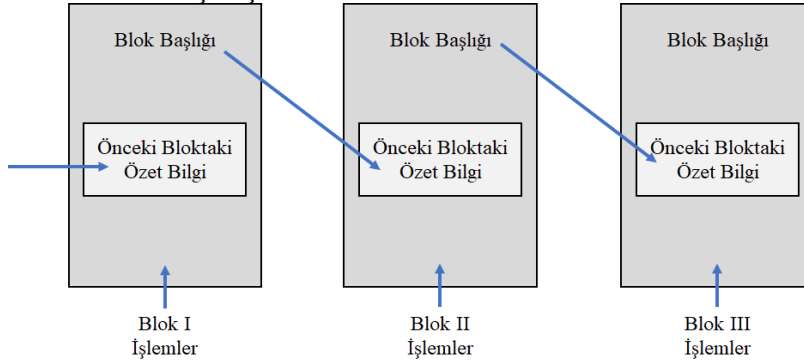 Blok Başlığı
Blok Başlığı
Blok Başlığı
Önceki Bloktaki
Özet Bilgi
Önceki Bloktaki
Özet Bilgi
Önceki Bloktaki
Özet Bilgi
Blok I
İşlemler
Blok II
İşlemler
Blok III
İşlemler